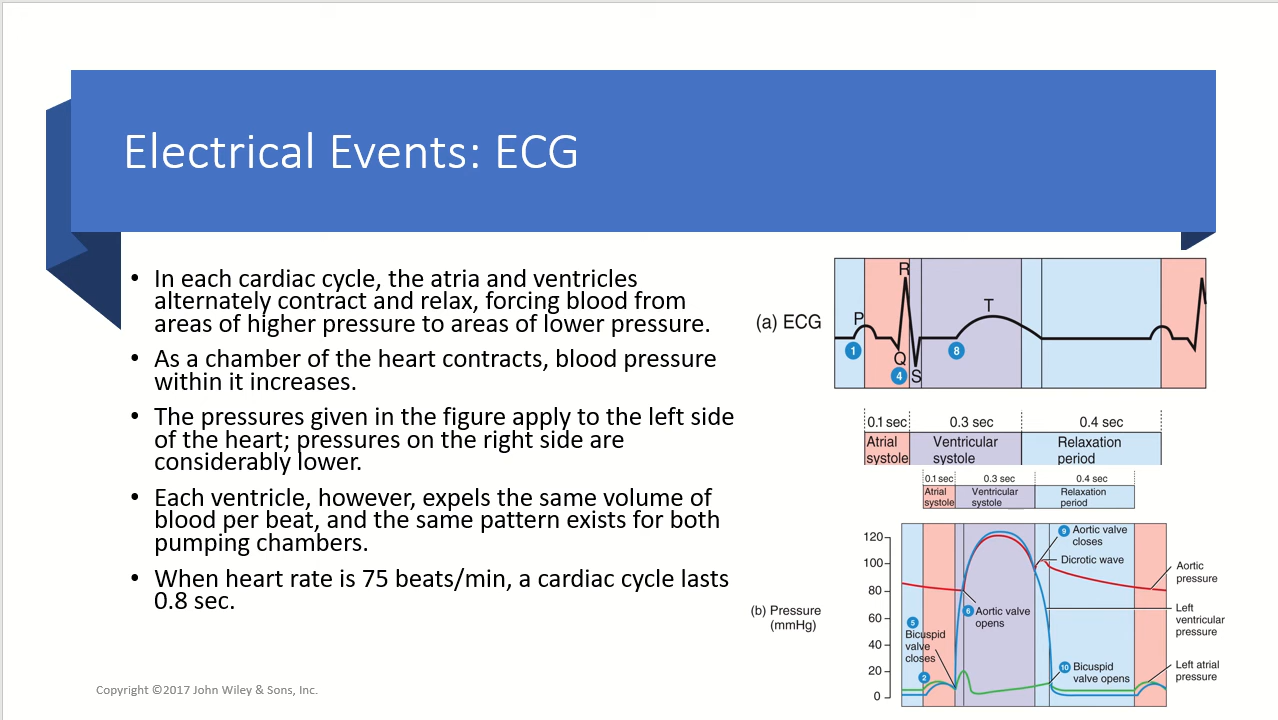 Electrical Events: ECG
• In each cardiac cycle, the atria and ventricles
alternately contract and relax, forcing blood from
areas of higher pressure to areas of lower pressure.
• As a chamber of the heart contracts, blood pressure
within it increases.
• The pressures given in the figure apply to the left side
of the heart; pressures on the right side are
considerably lower.
• Each ventricle, however, expels the same volume of
blood per beat, and the same pattern exists for both
pumping chambers.
• When heart rate is 75 beats/min, a cardiac cycle lasts
0.8 sec.
Copyright ©2017 John Wiley & Sons, Inc.
(a) ECG
R
P
T
1
8
Q
4 S
0.1 sec 0.3 sec 0.4 sec
Atrial
systole
Ventricular
systole
Relaxation
period
0.1 sec 0.3 sec 0.4 sec
Atrial
systole
Ventricular
systole
Relaxation
period
(b) Pressure
(mmHg)
120
100
80
60
40
20
0
9 Aortic valve
closes
Dicrotic wave
Aortic
pressure
6 Aortic valve
opens
Left
ventricular
pressure
5
Bicuspid
valve
closes
2
10 Bicuspid
valve opens
Left atrial
pressure